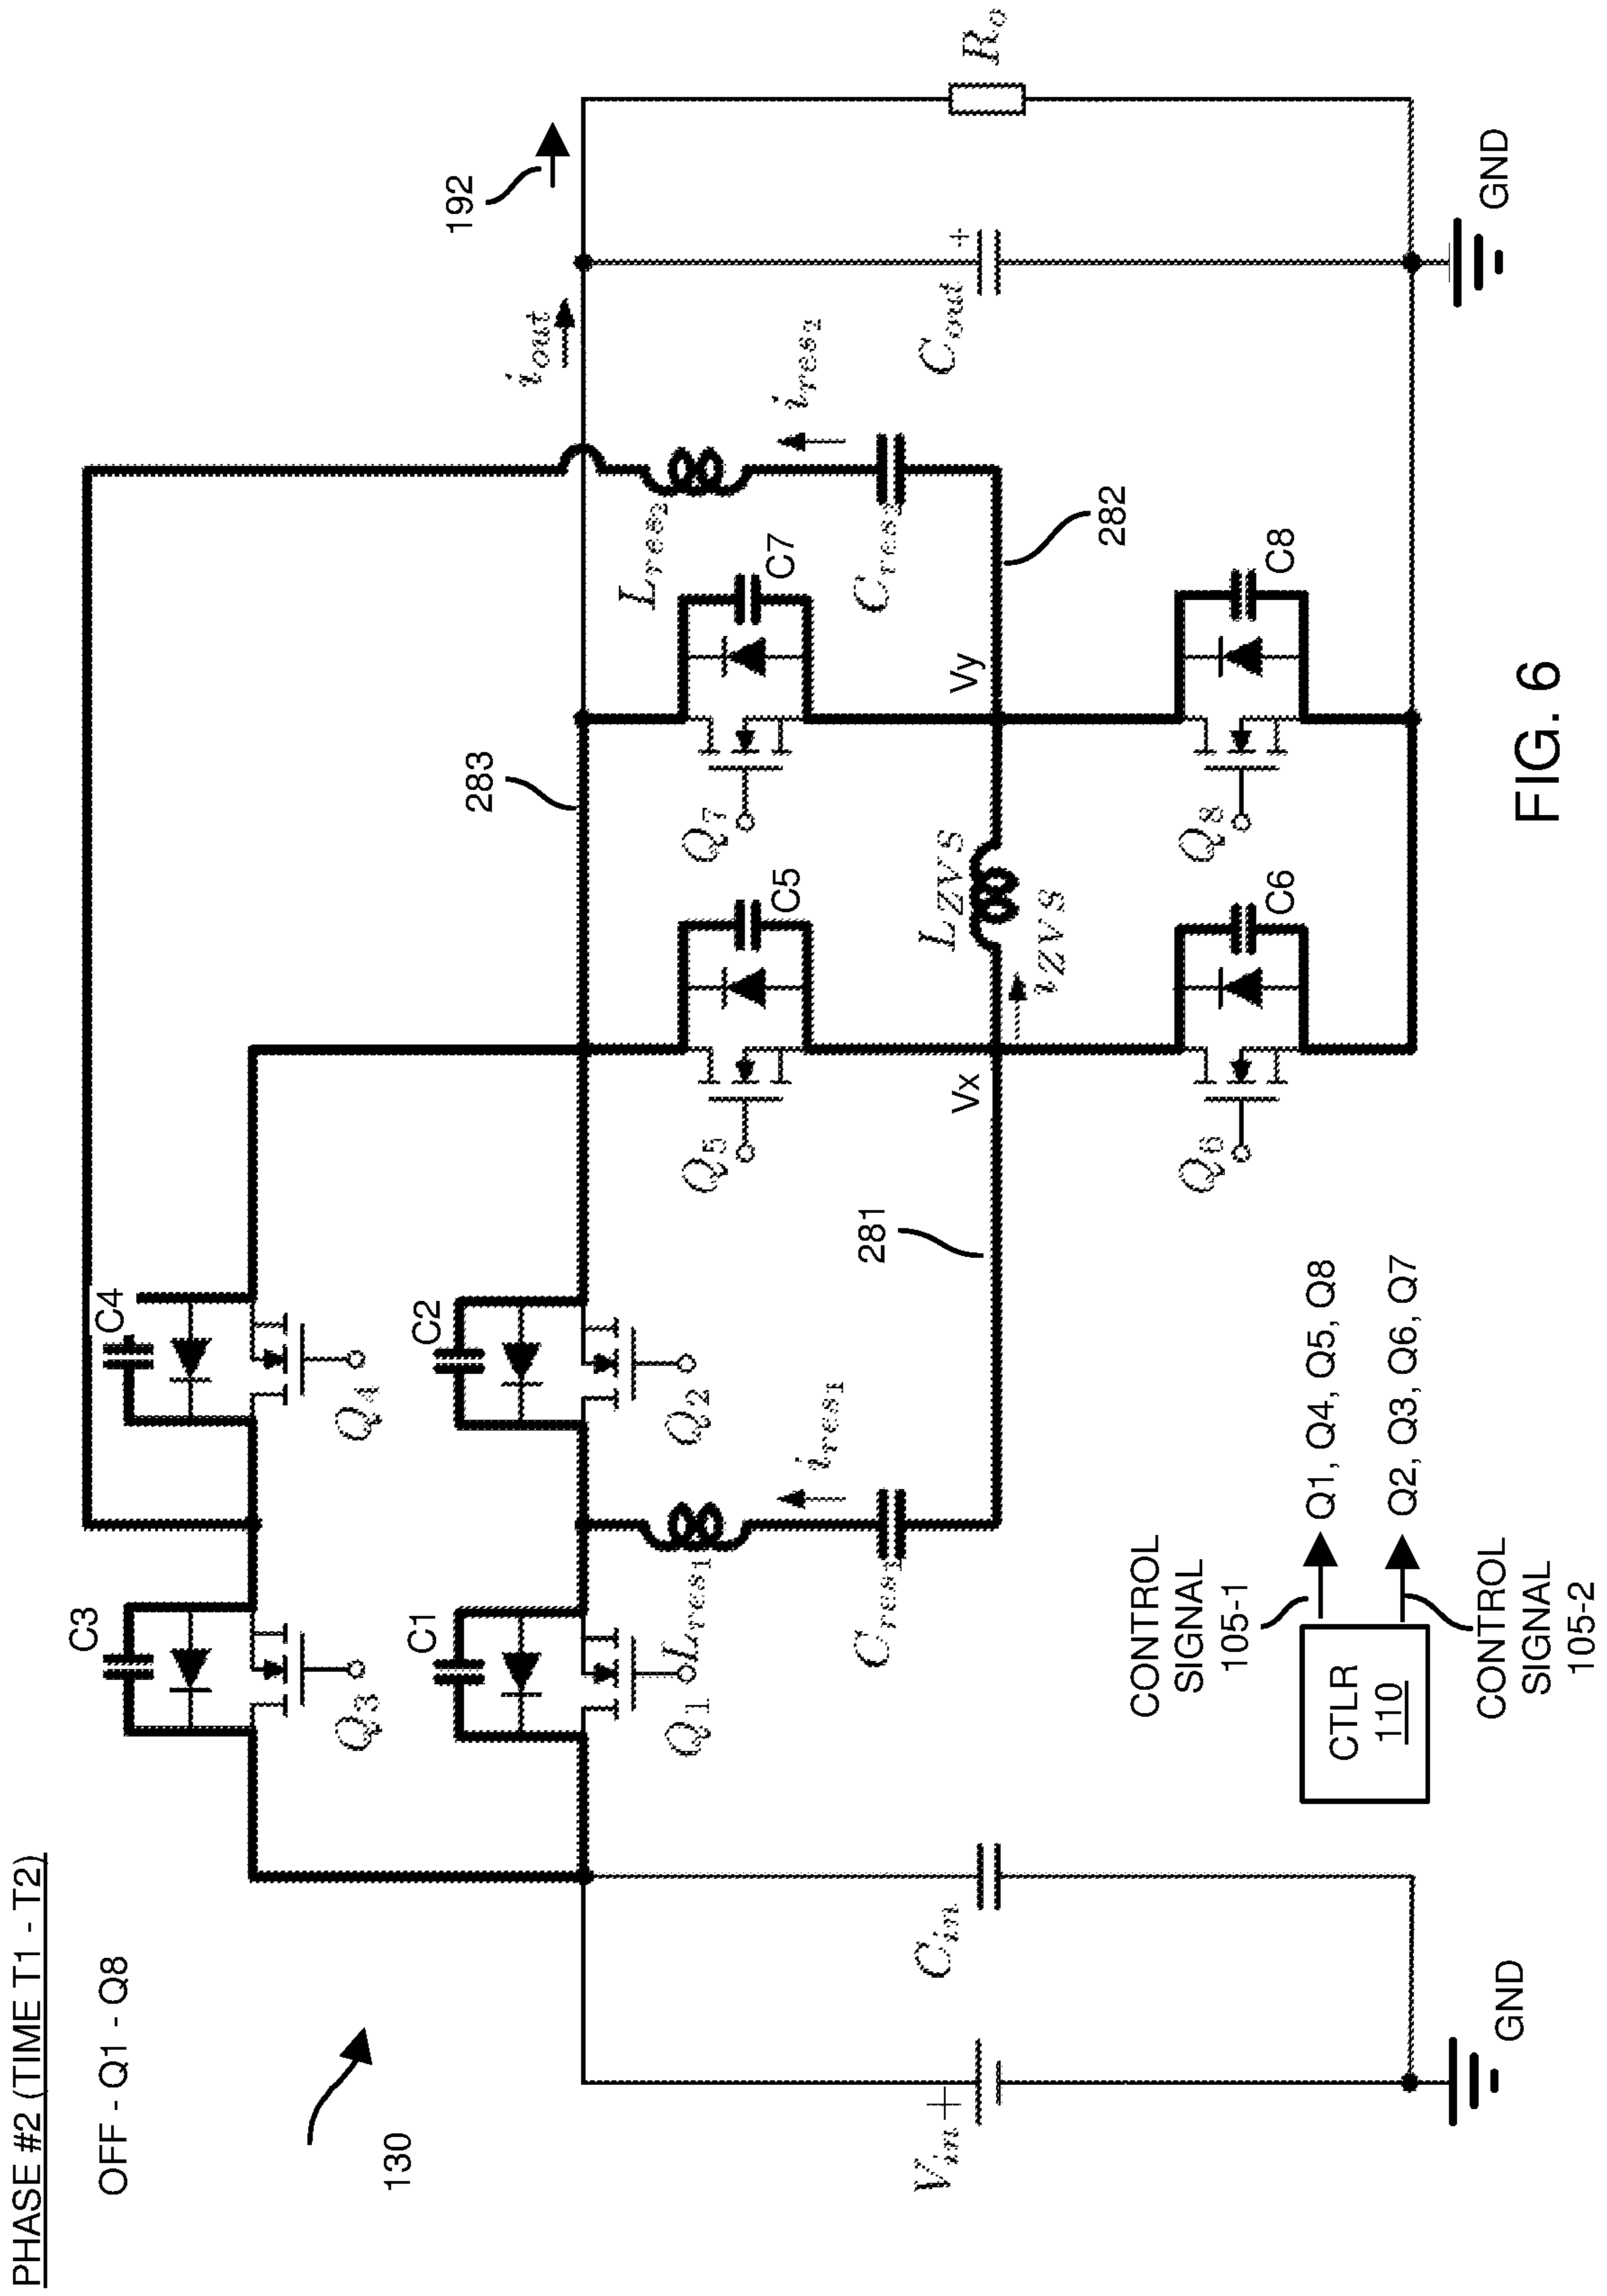 PHASE #2 (TIME T1 - T2)
OFF - Q1 - Q8
130
C3
C4
Q3
Q4
C1
C2
Q1
Q2
Lres1
Cres1
ires1
Vin
+
Cin
GND
283
281
Vx
Q5
C5
Q7
C7
LZVS
iZVS
Vy
282
Q6
C6
Q8
C8
Lres2
Cres2
ires2
iout
192
Cout
+
Ro
GND
CTLR
110
CONTROL
SIGNAL
105-1
Q1, Q4, Q5, Q8
Q2, Q3, Q6, Q7
CONTROL
SIGNAL
105-2
FIG. 6